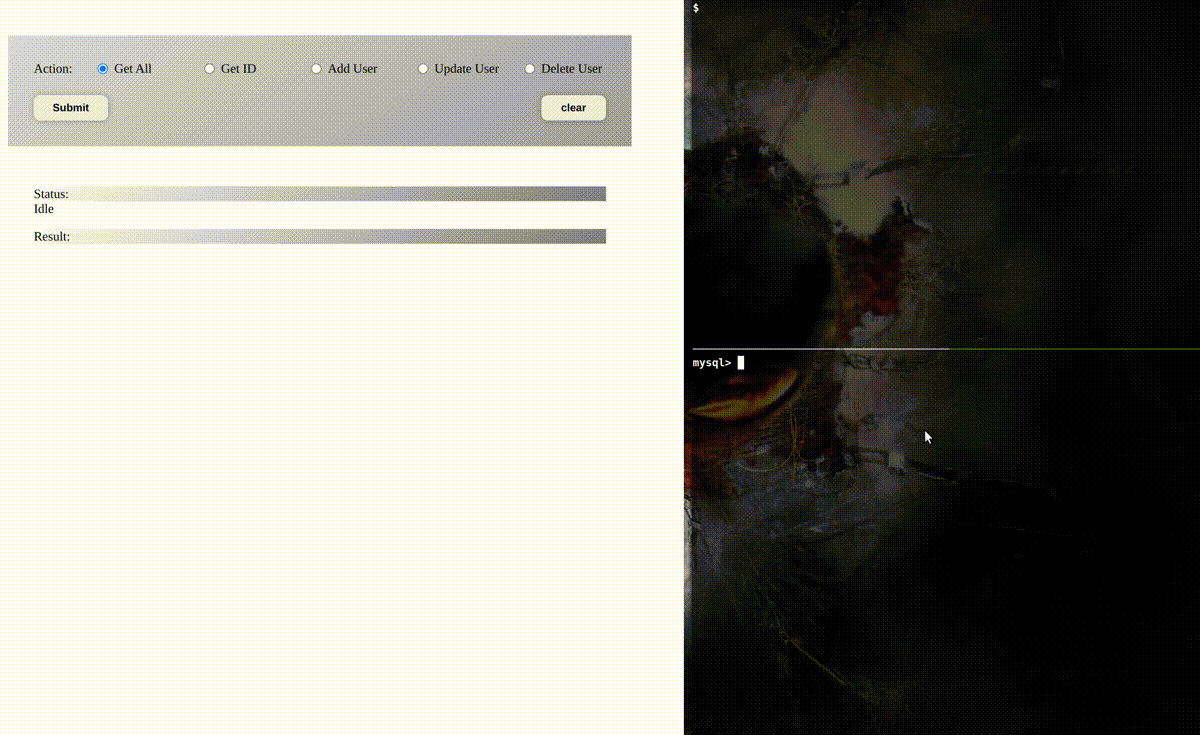 Action: Get All Get ID Add User Update User Delete User
Submit clear
Status:
Idle
Result:
$
mysql>